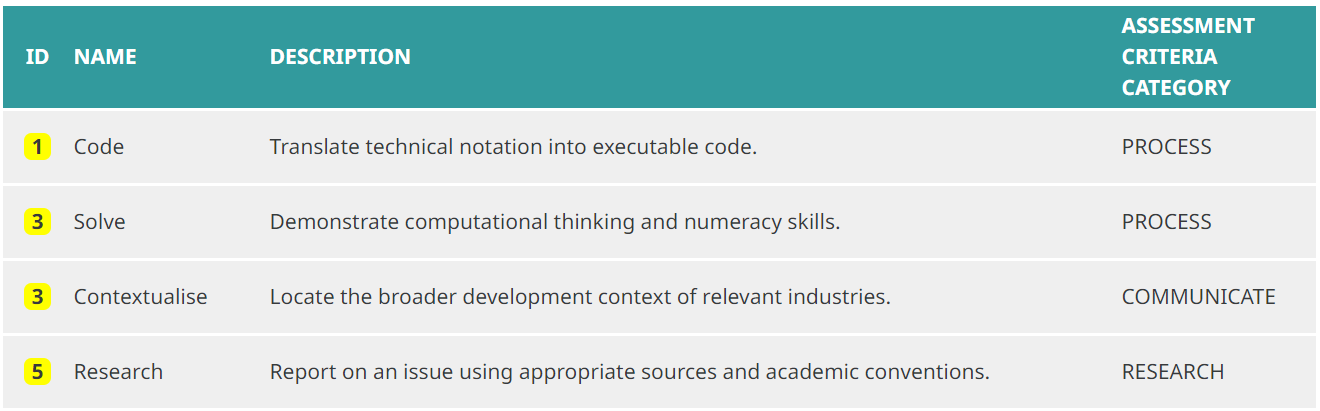 ID NAME DESCRIPTION ASSESSMENT
CRITERIA
CATEGORY
1 Code Translate technical notation into executable code. PROCESS
3 Solve Demonstrate computational thinking and numeracy skills. PROCESS
3 Contextualise Locate the broader development context of relevant industries. COMMUNICATE
5 Research Report on an issue using appropriate sources and academic conventions. RESEARCH